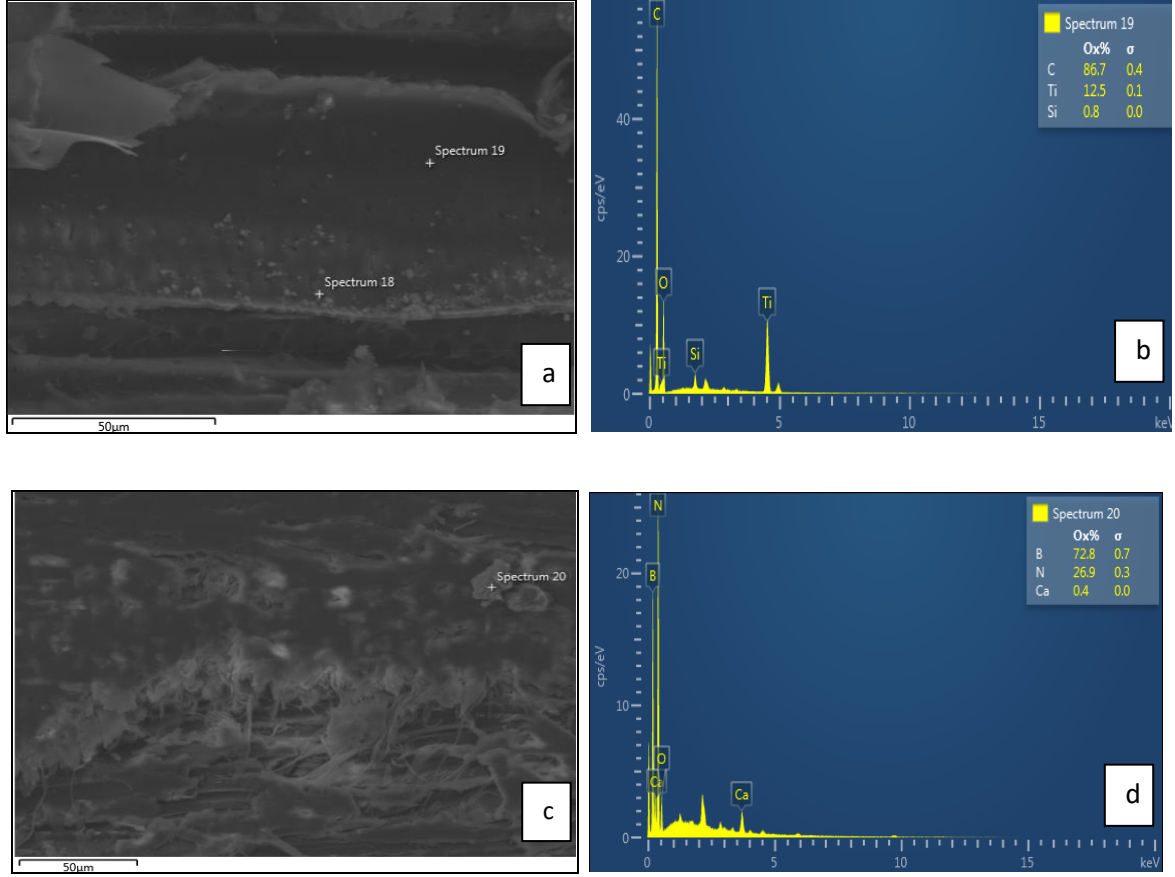 Spectrum 19
Spectrum 18
a
50µm
C
O
Ti
Si
Ti
Spectrum 19
Ox% σ
C 86.7 0.4
Ti 12.5 0.1
Si 0.8 0.0
cps/eV
40
20
0
0 5 10 15 keV
b
Spectrum 20
c
50µm
N
B
O
Ca
Ca
Spectrum 20
Ox% σ
B 72.8 0.7
N 26.9 0.3
Ca 0.4 0.0
cps/eV
20
10
0
0 5 10 15 keV
d